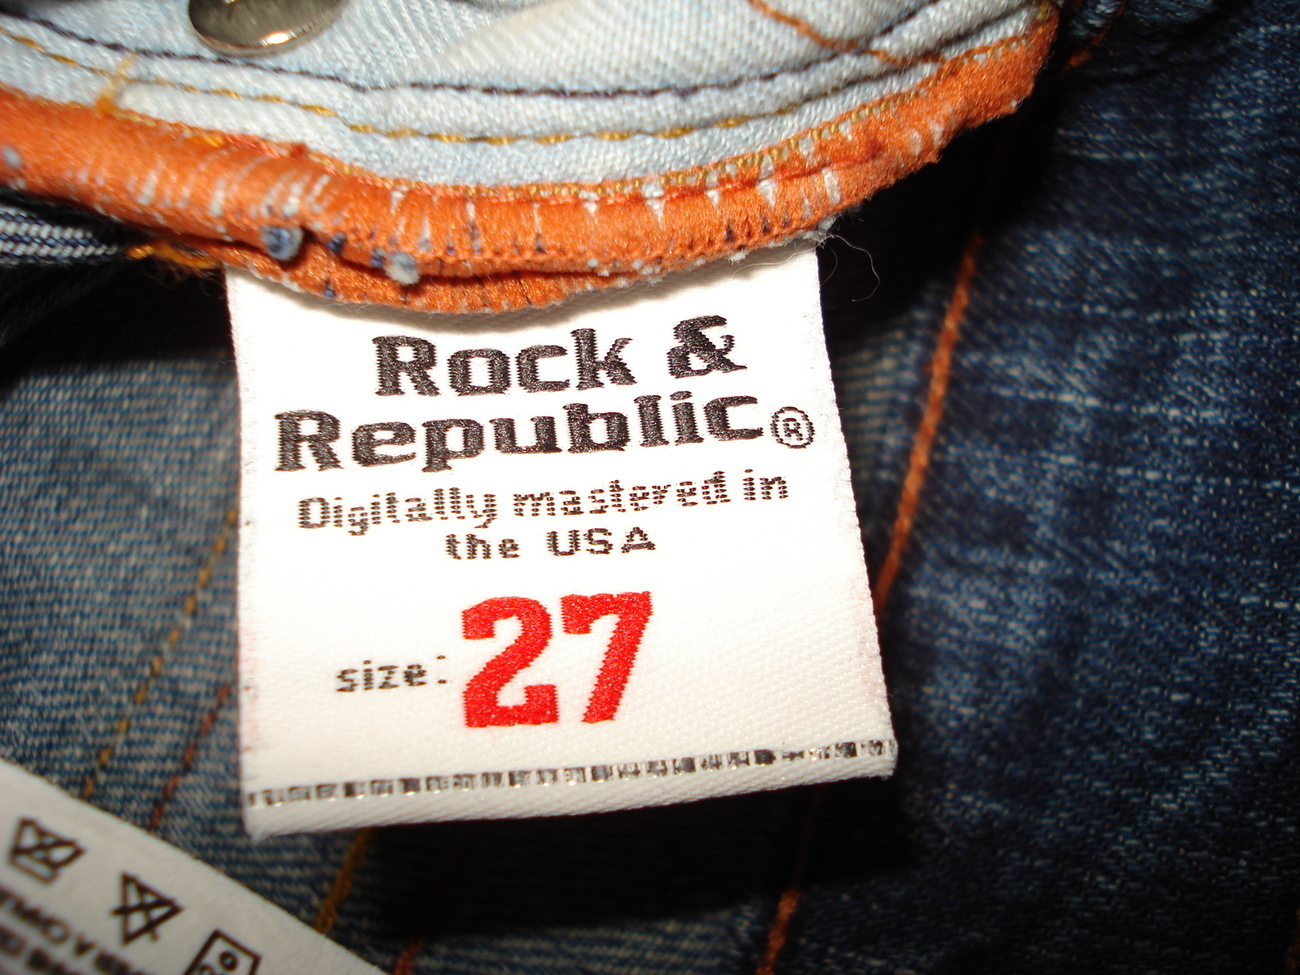 Rock &
Republic®
Digitally mastered in
the USA
size: 27